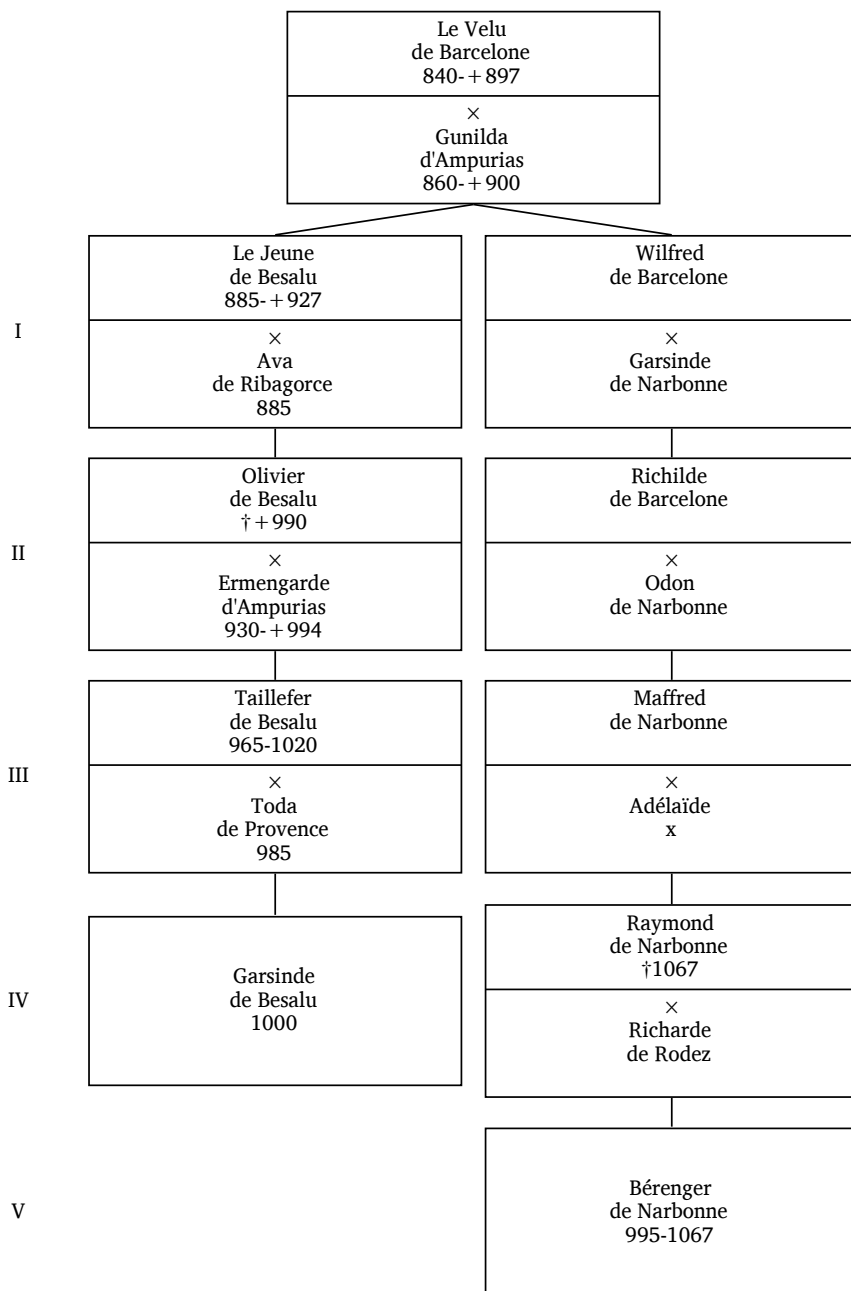 Le Velu
de Barcelone
840-+897
×
Gunilda
d'Ampurias
860-+900
I
Le Jeune
de Besalu
885-+927
×
Ava
de Ribagorce
885
Wilfred
de Barcelone
×
Garsinde
de Narbonne
II
Olivier
de Besalu
†+990
×
Ermengarde
d'Ampurias
930-+994
Richilde
de Barcelone
×
Odon
de Narbonne
III
Taillefer
de Besalu
965-1020
×
Toda
de Provence
985
Maffred
de Narbonne
×
Adélaïde
x
IV
Garsinde
de Besalu
1000
Raymond
de Narbonne
†1067
×
Richarde
de Rodez
V
Bérenger
de Narbonne
995-1067